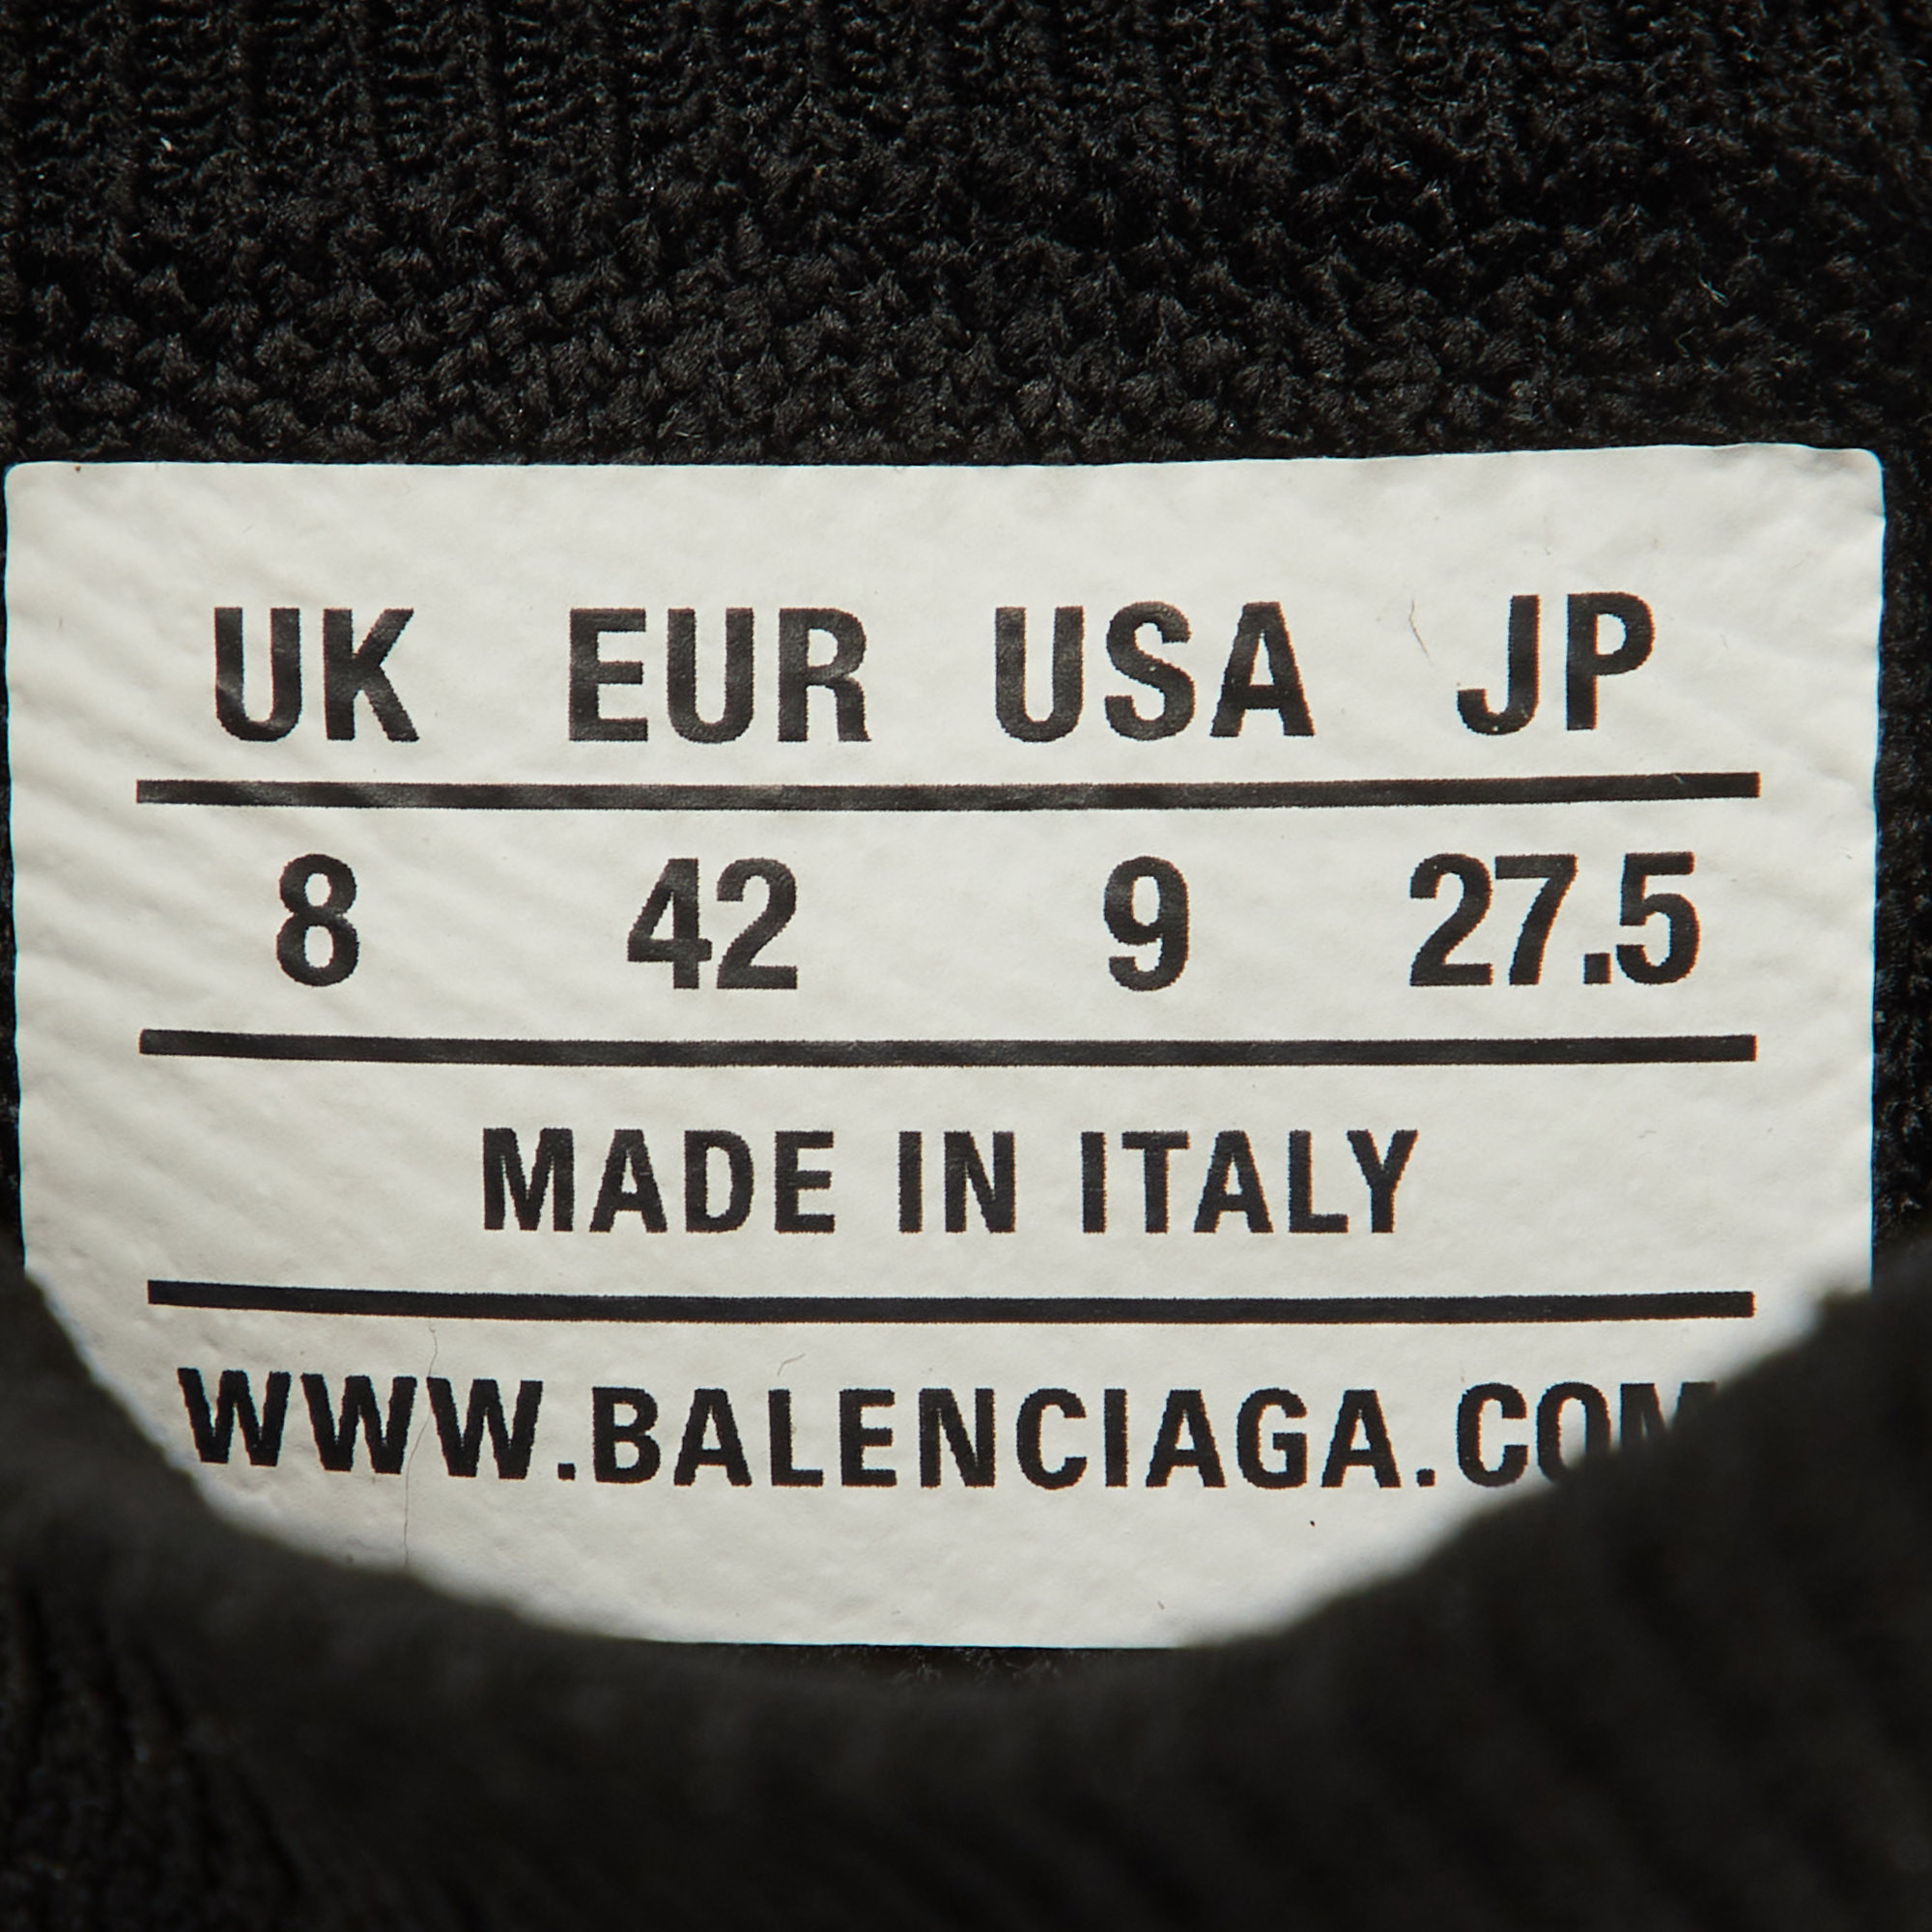 UK EUR USA JP
8 42 9 27.5
MADE IN ITALY
WWW.BALENCIAGA.COM